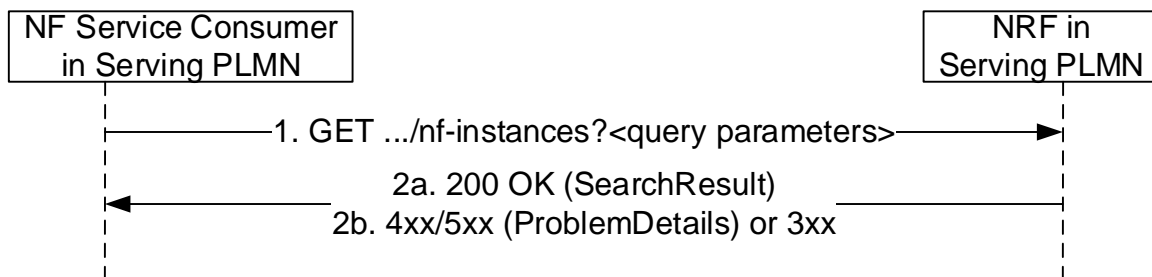 NF Service Consumer
in Serving PLMN
NRF in
Serving PLMN
1. GET .../nf-instances?<query parameters>
2a. 200 OK (SearchResult)
2b. 4xx/5xx (ProblemDetails) or 3xx